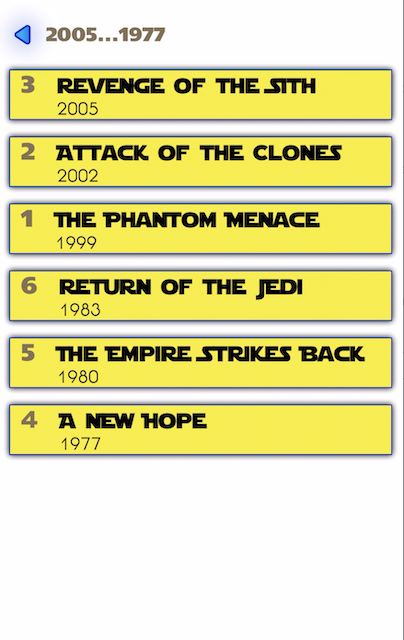 2005...1977
3 REVENGE OF THE SITH
2005
2 ATTACK OF THE CLONES
2002
1 THE PHANTOM MENACE
1999
6 RETURN OF THE JEDI
1983
5 THE EMPIRE STRIKES BACK
1980
4 A NEW HOPE
1977